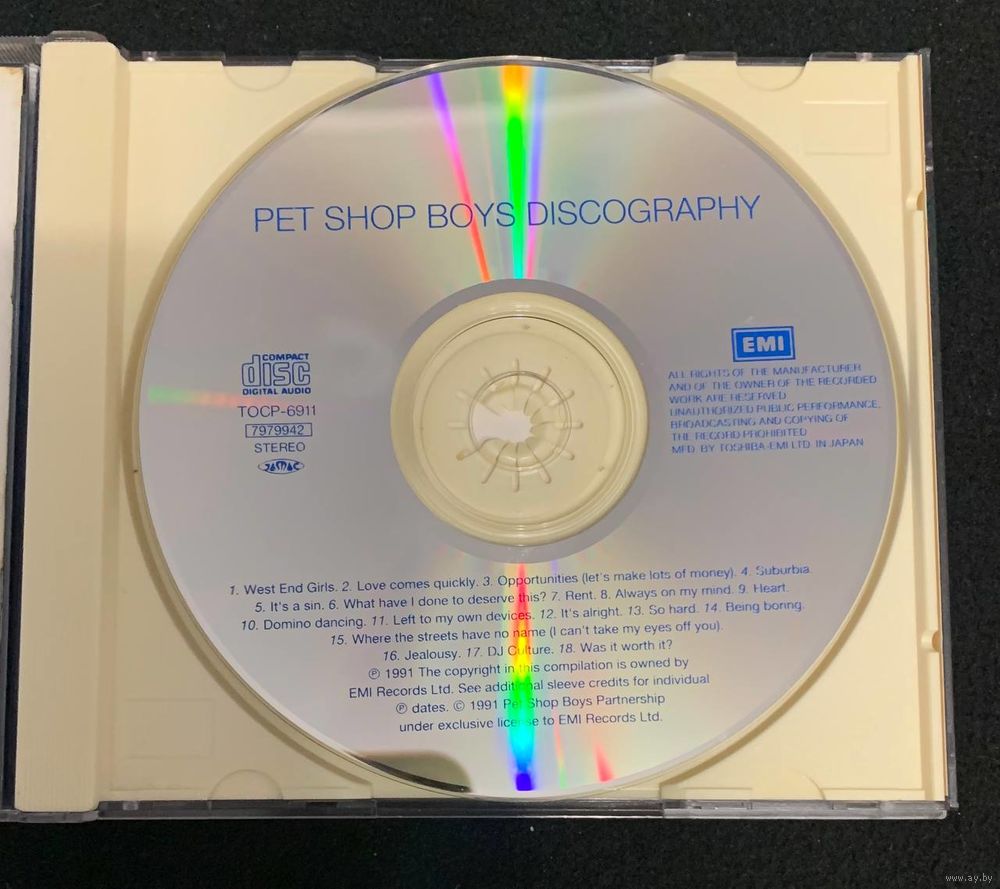 PET SHOP BOYS DISCOGRAPHY
COMPACT
disc
DIGITAL AUDIO
TOCP-6911
7979942
STEREO
JASRAC
EMI
ALL RIGHTS OF THE MANUFACTURER
AND OF THE OWNER OF THE RECORDED
WORK ARE RESERVED
UNAUTHORIZED PUBLIC PERFORMANCE,
BROADCASTING AND COPYING OF
THE RECORD PROHIBITED
MFD. BY TOSHIBA-EMI LTD. IN JAPAN
1. West End Girls. 2. Love comes quickly. 3. Opportunities (let's make lots of money). 4. Suburbia.
5. It's a sin. 6. What have I done to deserve this? 7. Rent. 8. Always on my mind. 9. Heart.
10. Domino dancing. 11. Left to my own devices. 12. It's alright. 13. So hard. 14. Being boring.
15. Where the streets have no name (I can't take my eyes off you).
16. Jealousy. 17. DJ Culture. 18. Was it worth it?
℗ 1991 The copyright in this compilation is owned by
EMI Records Ltd. See additional sleeve credits for individual
℗ dates. © 1991 Pet Shop Boys Partnership
under exclusive license to EMI Records Ltd.
www.ay.by